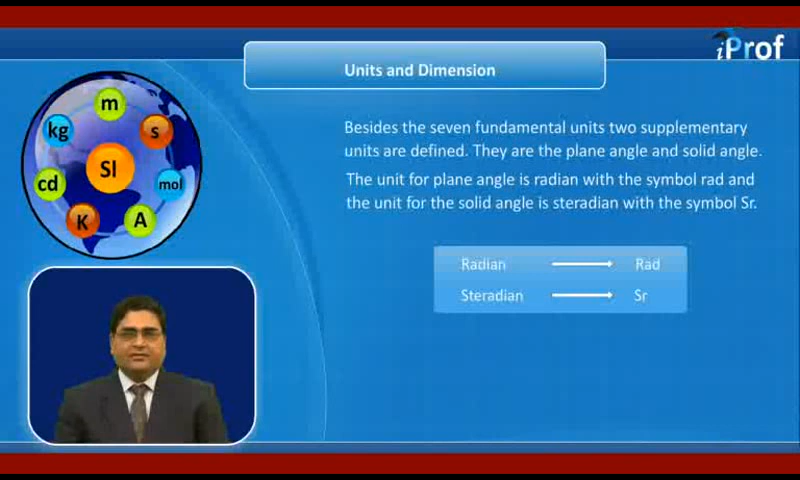 iProf
Units and Dimension
m
kg
s
SI
cd
mol
K
A
Besides the seven fundamental units two supplementary
units are defined. They are the plane angle and solid angle.
The unit for plane angle is radian with the symbol rad and
the unit for the solid angle is steradian with the symbol Sr.
Radian Rad
Steradian Sr